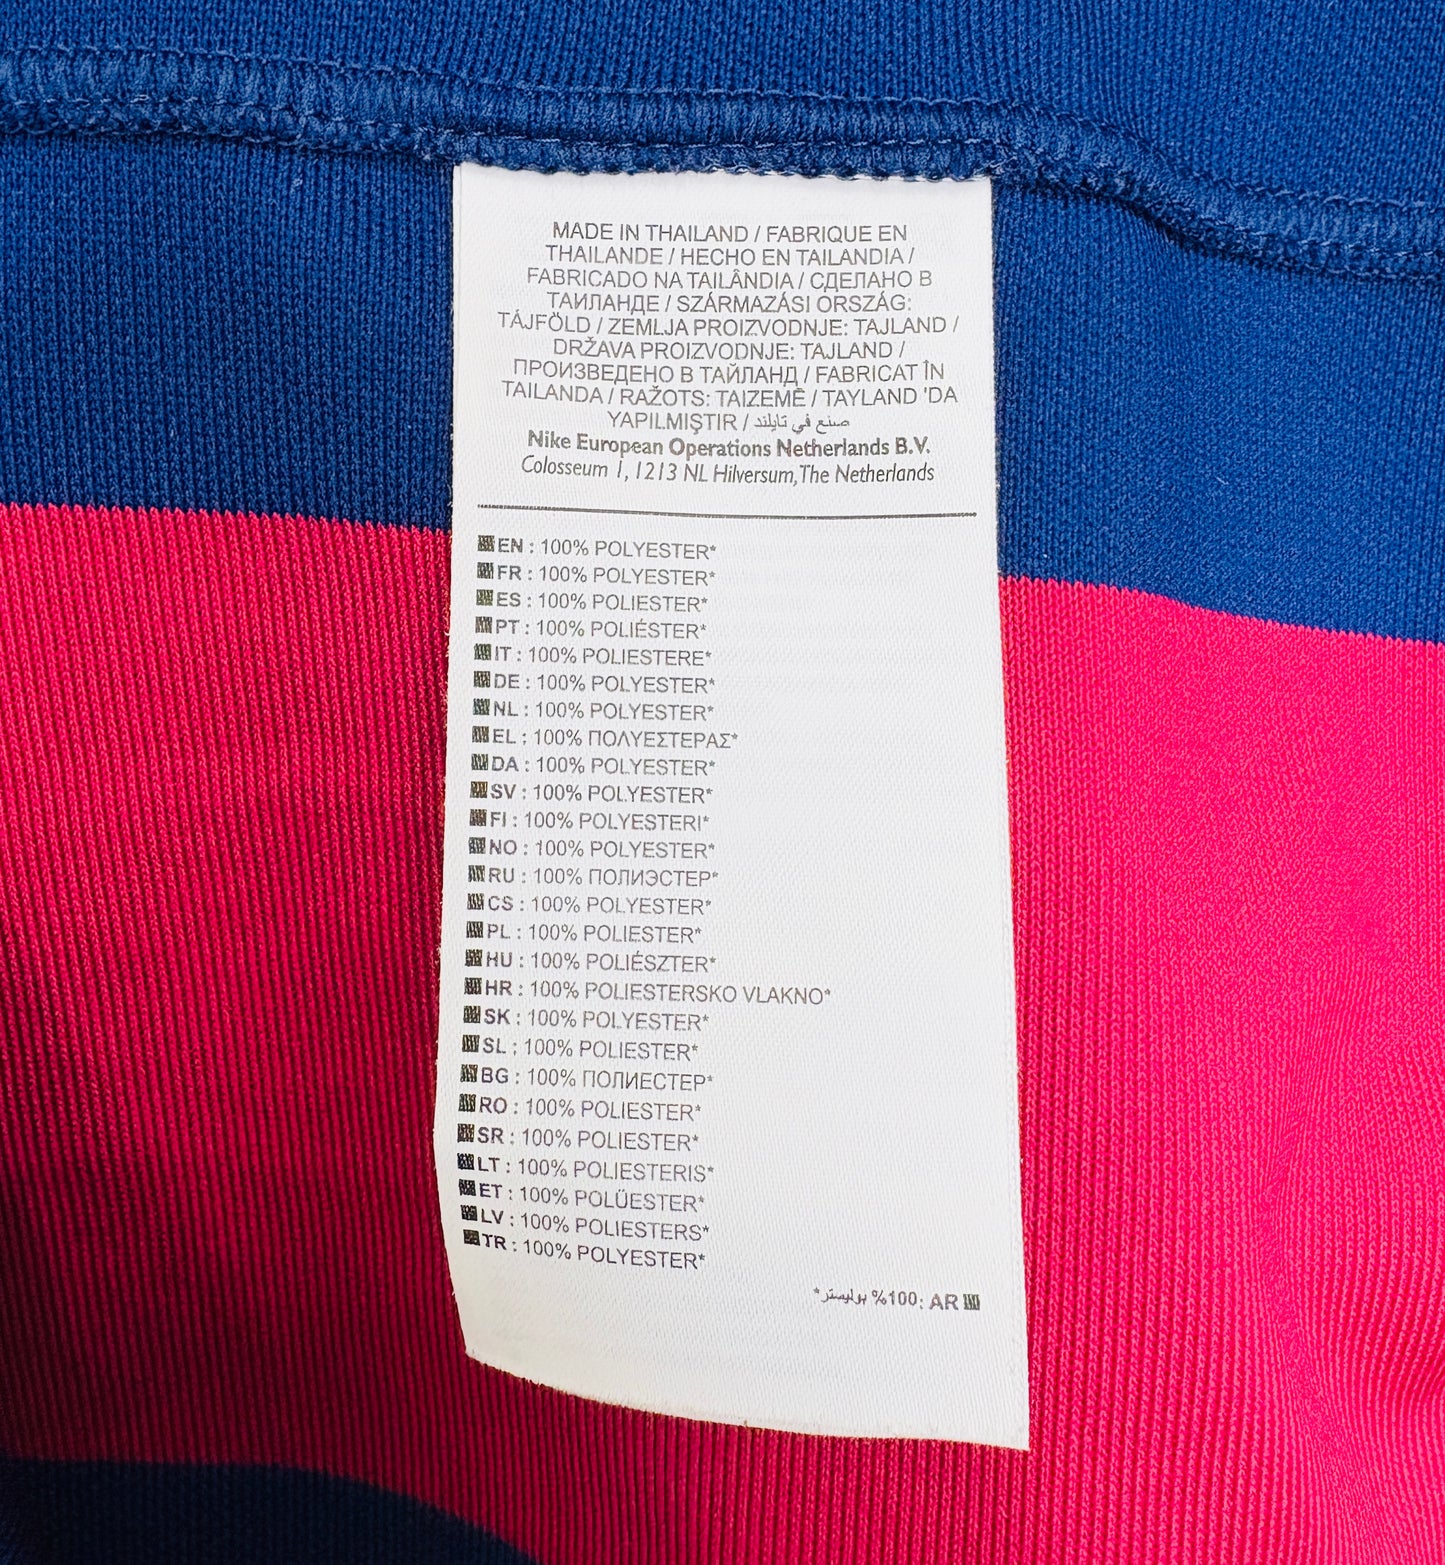 MADE IN THAILAND / FABRIQUE EN
THAILANDE / HECHO EN TAILANDIA /
FABRICADO NA TAILÂNDIA / СДЕЛАНО В
ТАИЛАНДЕ / SZÁRMAZÁSI ORSZÁG:
TÁJFÖLD / ZEMLJA PROIZVODNJE: TAJLAND /
DRŽAVA PROIZVODNJE: TAJLAND /
ПРОИЗВЕДЕНО В ТАЙЛАНД / FABRICAT ÎN
TAILANDA / RAŽOTS: TAIZEMĒ / TAYLAND 'DA
YAPILMIŞTIR / صنع في تايلند
Nike European Operations Netherlands B.V.
Colosseum 1, 1213 NL Hilversum, The Netherlands
EN : 100% POLYESTER*
FR : 100% POLYESTER*
ES : 100% POLIESTER*
PT : 100% POLIÉSTER*
IT : 100% POLIESTERE*
DE : 100% POLYESTER*
NL : 100% POLYESTER*
EL : 100% ΠΟΛΥΕΣΤΕΡΑΣ*
DA : 100% POLYESTER*
SV : 100% POLYESTER*
FI : 100% POLYESTERI*
NO : 100% POLYESTER*
RU : 100% ПОЛИЭСТЕР*
CS : 100% POLYESTER*
PL : 100% POLIESTER*
HU : 100% POLIÉSZTER*
HR : 100% POLIESTERSKO VLAKNO*
SK : 100% POLYESTER*
SL : 100% POLIESTER*
BG : 100% ПОЛИЕСТЕР*
RO : 100% POLIESTER*
SR : 100% POLIESTER*
LT : 100% POLIESTERIS*
ET : 100% POLÜESTER*
LV : 100% POLIESTERS*
TR : 100% POLYESTER*
AR :100% بوليستر*